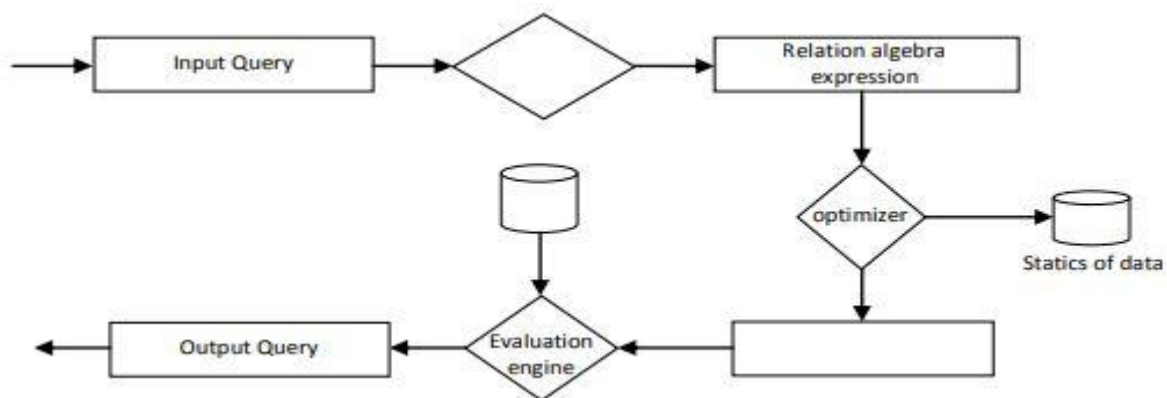 Input Query
Relation algebra
expression
optimizer
Statics of data
Evaluation
engine
Output Query